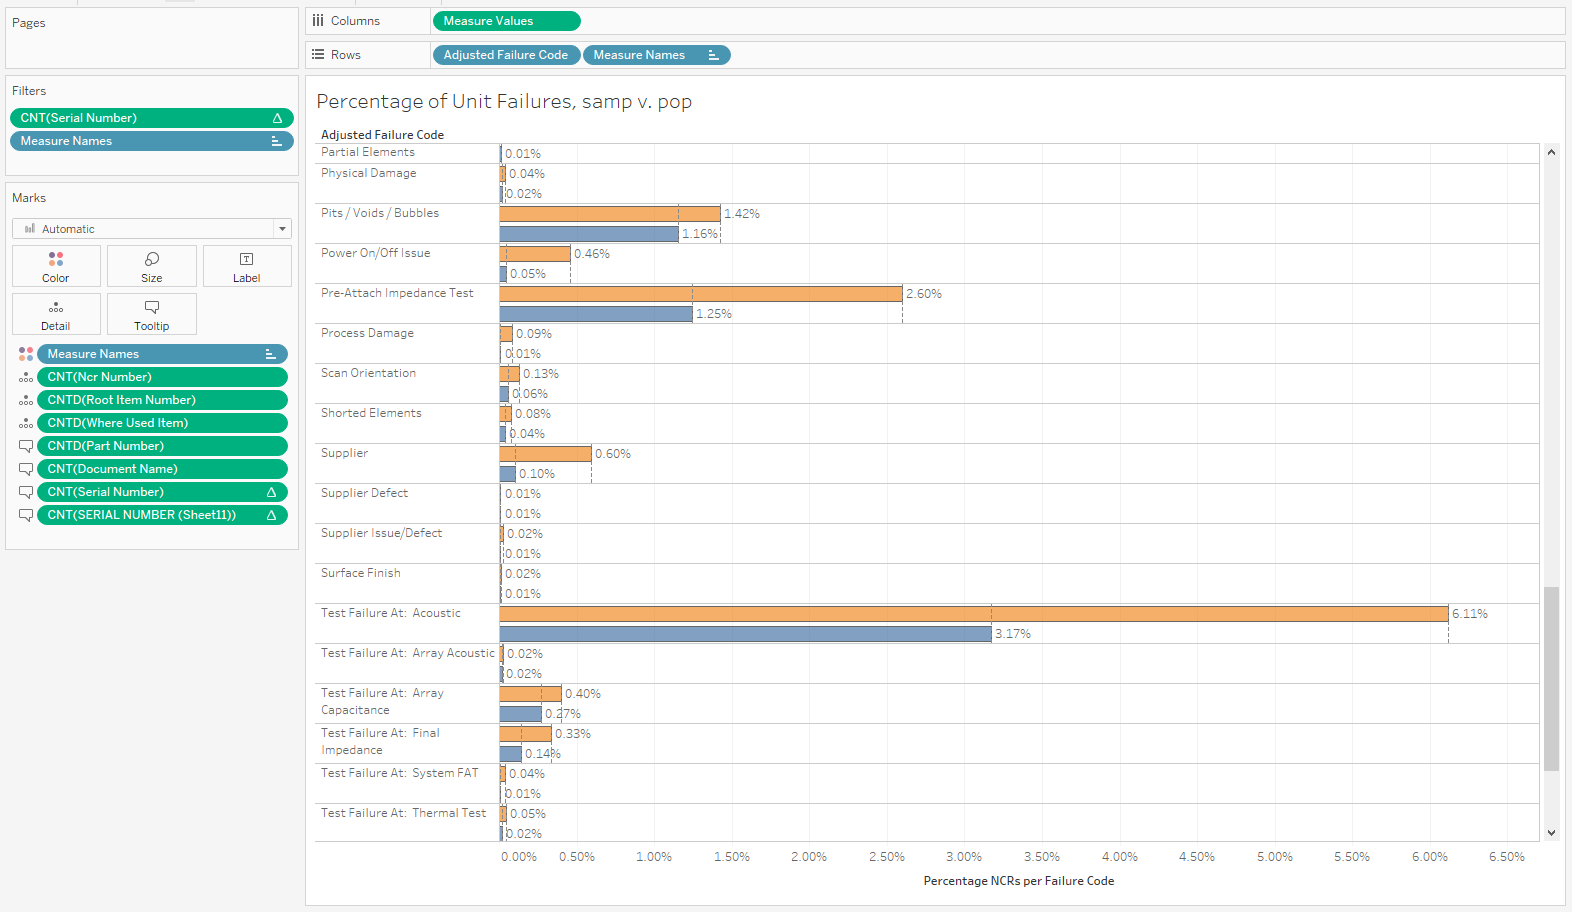 Pages
Columns
Measure Values
Rows
Adjusted Failure Code
Measure Names
Filters
CNT(Serial Number)
Measure Names
Marks
Automatic
Color
Size
Label
Detail
Tooltip
Measure Names
CNT(Ncr Number)
CNTD(Root Item Number)
CNTD(Where Used Item)
CNTD(Part Number)
CNT(Document Name)
CNT(Serial Number)
CNT(SERIAL NUMBER (Sheet11))
Percentage of Unit Failures, samp v. pop
Adjusted Failure Code
Partial Elements
0.01%
Physical Damage
0.04%
0.02%
Pits / Voids / Bubbles
1.42%
1.16%
Power On/Off Issue
0.46%
0.05%
Pre-Attach Impedance Test
2.60%
1.25%
Process Damage
0.09%
0.01%
Scan Orientation
0.13%
0.06%
Shorted Elements
0.08%
0.04%
Supplier
0.60%
0.10%
Supplier Defect
0.01%
0.01%
Supplier Issue/Defect
0.02%
0.01%
Surface Finish
0.02%
0.01%
Test Failure At: Acoustic
6.11%
3.17%
Test Failure At: Array Acoustic
0.02%
0.02%
Test Failure At: Array
Capacitance
0.40%
0.27%
Test Failure At: Final
Impedance
0.33%
0.14%
Test Failure At: System FAT
0.04%
0.01%
Test Failure At: Thermal Test
0.05%
0.02%
0.00% 0.50% 1.00% 1.50% 2.00% 2.50% 3.00% 3.50% 4.00% 4.50% 5.00% 5.50% 6.00% 6.50%
Percentage NCRs per Failure Code